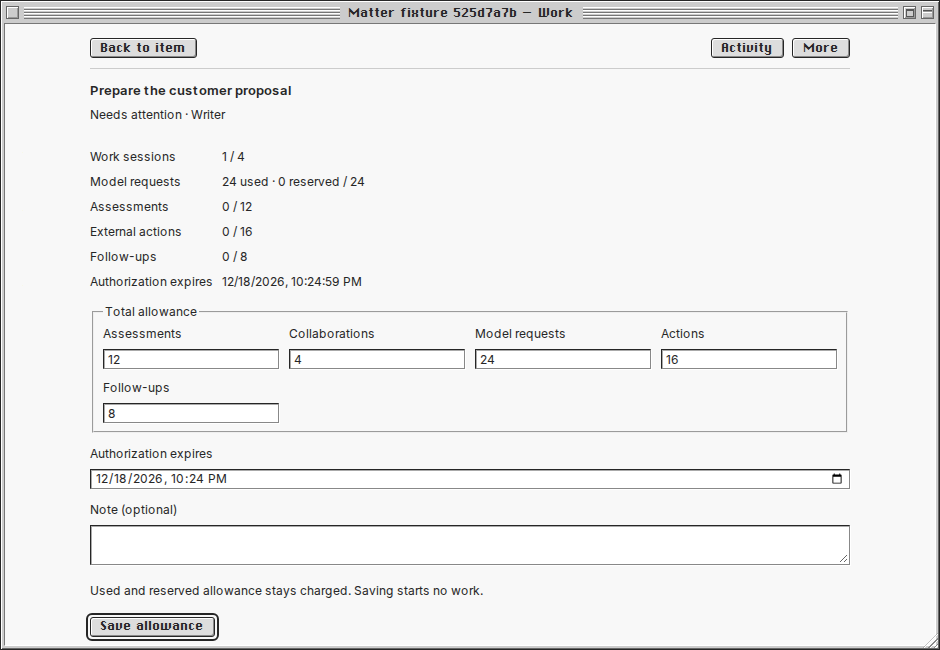 Matter fixture 525d7a7b — Work
Back to item Activity More
Prepare the customer proposal
Needs attention · Writer
Work sessions 1 / 4
Model requests 24 used · 0 reserved / 24
Assessments 0 / 12
External actions 0 / 16
Follow-ups 0 / 8
Authorization expires 12/18/2026, 10:24:59 PM
Total allowance
Assessments Collaborations Model requests Actions
12 4 24 16
Follow-ups
8
Authorization expires
12/18/2026, 10:24 PM
Note (optional)
Used and reserved allowance stays charged. Saving starts no work.
Save allowance